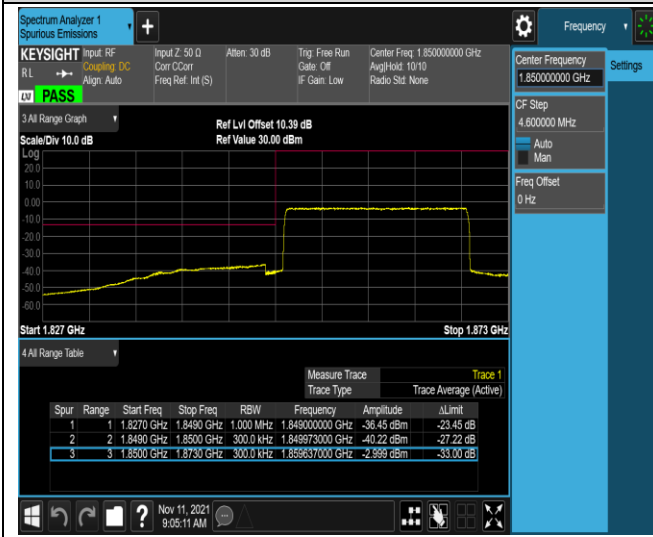 Spectrum Analyzer 1
Spurious Emissions
+
Frequency
KEYSIGHT Input: RF Input Z: 50 Ω Atten: 30 dB Trig: Free Run Center Freq: 1.850000000 GHz
RL Coupling: DC Corr CCorr Gate: Off Avg|Hold: 10/10
Align: Auto Freq Ref: Int (S) IF Gain: Low Radio Std: None
LXI PASS
Center Frequency
1.850000000 GHz
Settings
CF Step
4.600000 MHz
Auto
Man
Freq Offset
0 Hz
3 All Range Graph
Ref Lvl Offset 10.39 dB
Scale/Div 10.0 dB Ref Value 30.00 dBm
Log
20.0
10.0
0.00
-10.0
-20.0
-30.0
-40.0
-50.0
-60.0
Start 1.827 GHz Stop 1.873 GHz
4 All Range Table
Measure Trace Trace 1
Trace Type Trace Average (Active)
Spur Range Start Freq Stop Freq RBW Frequency Amplitude ΔLimit
1 1 1.8270 GHz 1.8490 GHz 1.000 MHz 1.849000000 GHz -36.45 dBm -23.45 dB
2 2 1.8490 GHz 1.8500 GHz 300.0 kHz 1.849973000 GHz -40.22 dBm -27.22 dB
3 3 1.8500 GHz 1.8730 GHz 300.0 kHz 1.859637000 GHz -2.999 dBm -33.00 dB
? Nov 11, 2021
9:05:11 AM